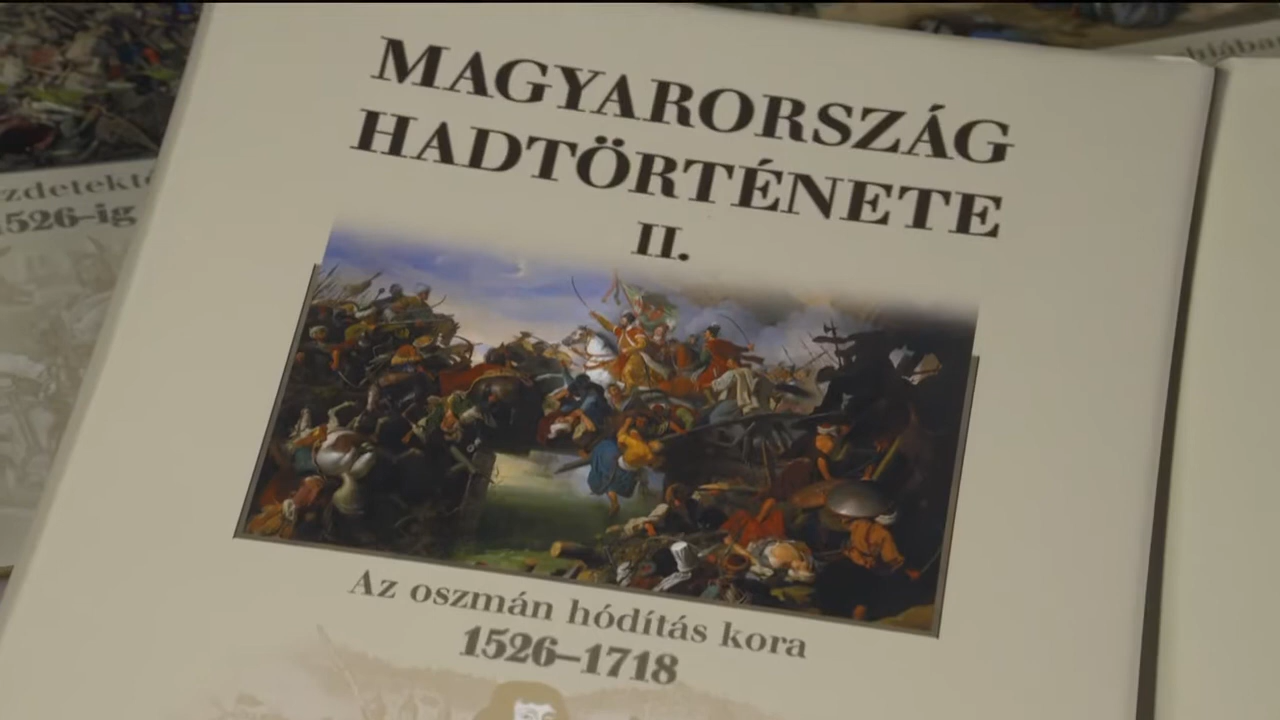 MAGYARORSZÁG
HADTÖRTÉNETE
II.
Az oszmán hódítás kora
1526–1718
1526–ig